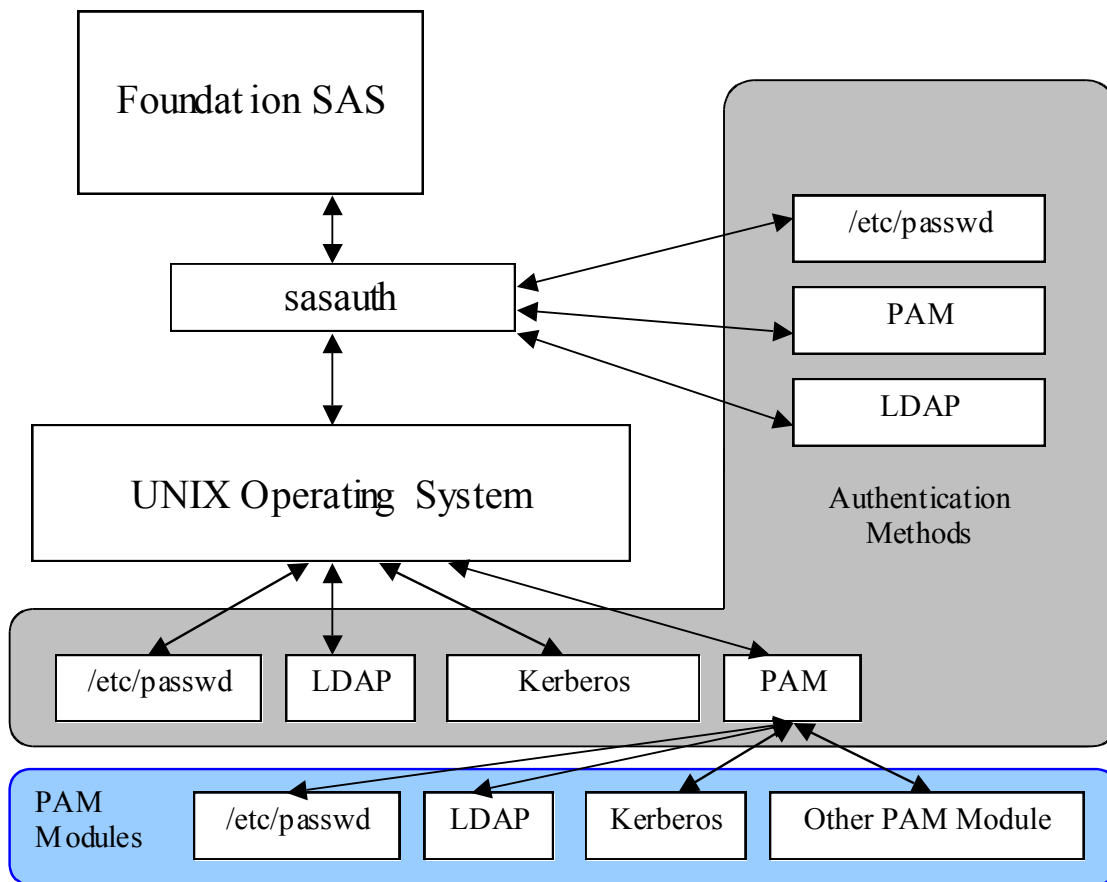 Foundation SAS
/etc/passwd
sasauth
PAM
LDAP
UNIX Operating System
Authentication
Methods
/etc/passwd
LDAP
Kerberos
PAM
PAM
Modules
/etc/passwd
LDAP
Kerberos
Other PAM Module